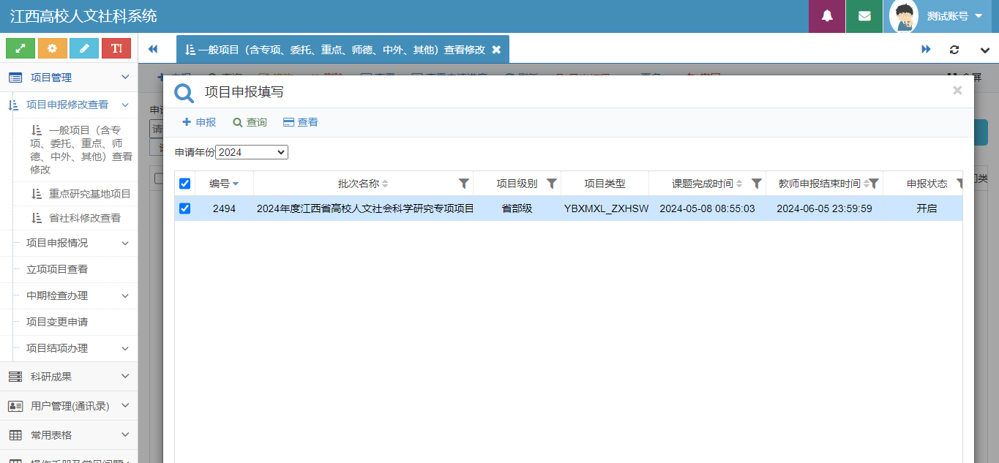 江西高校人文社科系统
测试账号
T!
一般项目（含专项、委托、重点、师德、中外、其他）查看修改
项目管理
项目申报修改查看
一般项目（含专
项、委托、重点、师
德、中外、其他）查看
修改
重点研究基地项目
省社科修改查看
项目申报情况
立项项目查看
中期检查办理
项目变更申请
项目结项办理
科研成果
用户管理(通讯录)
常用表格
操作手册及常见问题
项目申报填写
申报 查询 查看
申请年份 2024
编号 批次名称 项目级别 项目类型 课题完成时间 教师申报结束时间 申报状态
2494 2024年度江西省高校人文社会科学研究专项项目 省部级 YBXMXL_ZXHSW 2024-05-08 08:55:03 2024-06-05 23:59:59 开启